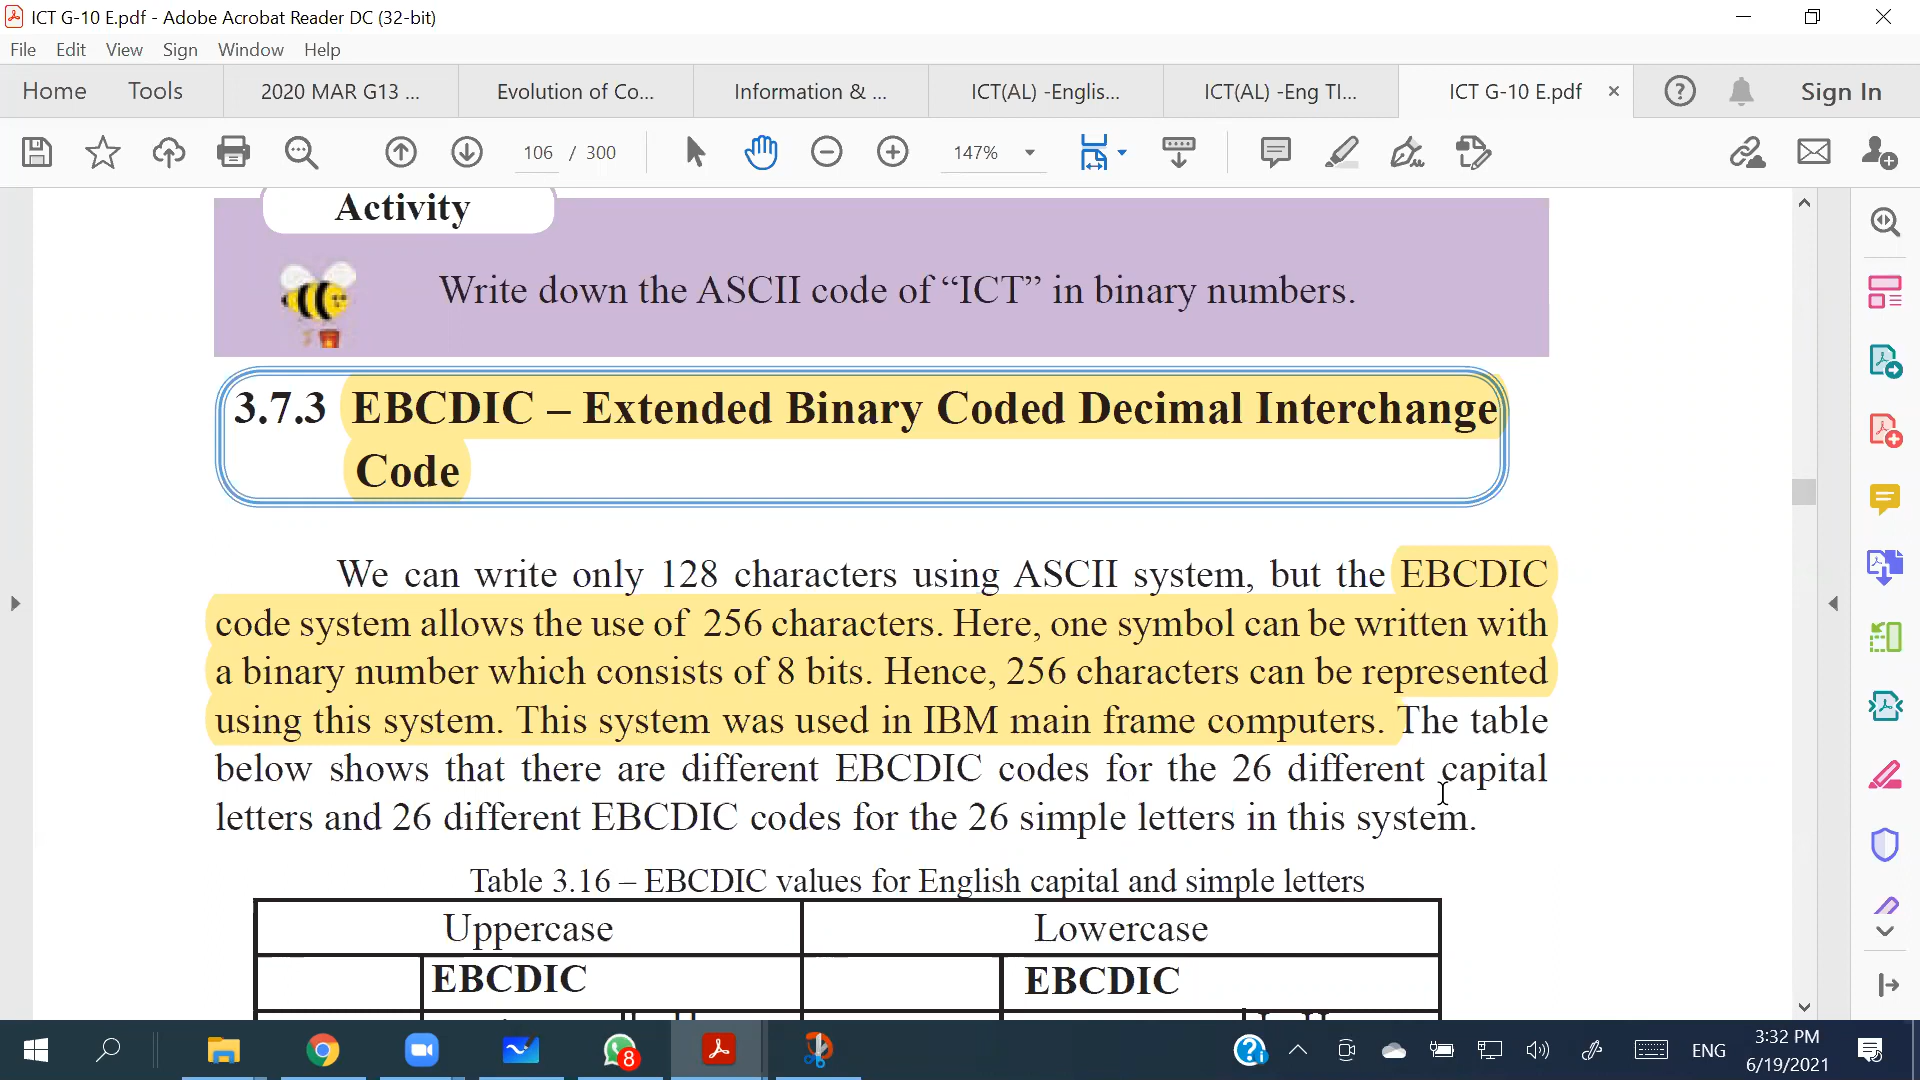 ICT G-10 E.pdf - Adobe Acrobat Reader DC (32-bit)
File Edit View Sign Window Help
Home Tools 2020 MAR G13 ... Evolution of Co... Information & ... ICT(AL) -Englis... ICT(AL) -Eng TI... ICT G-10 E.pdf × Sign In
106 / 300 147%
Activity
Write down the ASCII code of “ICT” in binary numbers.
3.7.3 EBCDIC – Extended Binary Coded Decimal Interchange
Code
We can write only 128 characters using ASCII system, but the EBCDIC
code system allows the use of 256 characters. Here, one symbol can be written with
a binary number which consists of 8 bits. Hence, 256 characters can be represented
using this system. This system was used in IBM main frame computers. The table
below shows that there are different EBCDIC codes for the 26 different capital
letters and 26 different EBCDIC codes for the 26 simple letters in this system.
Table 3.16 – EBCDIC values for English capital and simple letters
Uppercase Lowercase
EBCDIC EBCDIC
8 ENG 3:32 PM
6/19/2021